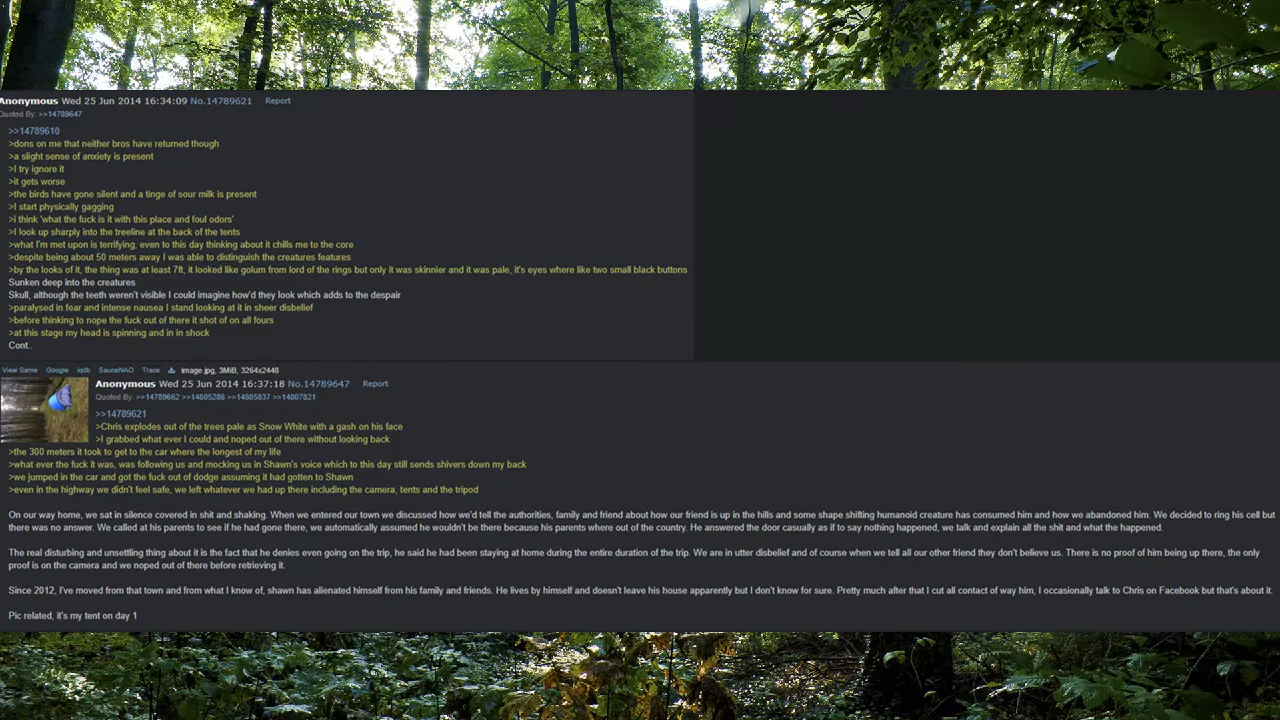 Anonymous Wed 25 Jun 2014 16:34:09 No.14789621 Report
Quoted By: >>14789647
>>14789610
>dons on me that neither bros have returned though
>a slight sense of anxiety is present
>I try ignore it
>it gets worse
>the birds have gone silent and a tinge of sour milk is present
>I start physically gagging
>i think 'what the fuck is it with this place and foul odors'
>I look up sharply into the treeline at the back of the tents
>what I'm met upon is terrifying, even to this day thinking about it chills me to the core
>despite being about 50 meters away I was able to distinguish the creatures features
>by the looks of it, the thing was at least 7ft, it looked like golum from lord of the rings but only it was skinnier and it was pale, it's eyes where like two small black buttons
Sunken deep into the creatures
Skull, although the teeth weren't visible I could imagine how'd they look which adds to the despair
>paralysed in fear and intense nausea I stand looking at it in sheer disbelief
>before thinking to nope the fuck out of there it shot of on all fours
>at this stage my head is spinning and in in shock
Cont..
View Same Google iqdb SauceNAO Trace image.jpg, 3MiB, 3264x2448
Anonymous Wed 25 Jun 2014 16:37:18 No.14789647 Report
Quoted By: >>14789662 >>14805286 >>14805837 >>14807821
>>14789621
>Chris explodes out of the trees pale as Snow White with a gash on his face
>I grabbed what ever I could and noped out of there without looking back
>the 300 meters it took to get to the car where the longest of my life
>what ever the fuck it was, was following us and mocking us in Shawn's voice which to this day still sends shivers down my back
>we jumped in the car and got the fuck out of dodge assuming it had gotten to Shawn
>even in the highway we didn't feel safe, we left whatever we had up there including the camera, tents and the tripod
On our way home, we sat in silence covered in shit and shaking. When we entered our town we discussed how we'd tell the authorities, family and friend about how our friend is up in the hills and some shape shifting humanoid creature has consumed him and how we abandoned him. We decided to ring his cell but
there was no answer. We called at his parents to see if he had gone there, we automatically assumed he wouldn't be there because his parents where out of the country. He answered the door casually as if to say nothing happened, we talk and explain all the shit and what the happened.
The real disturbing and unsettling thing about it is the fact that he denies even going on the trip, he said he had been staying at home during the entire duration of the trip. We are in utter disbelief and of course when we tell all our other friend they don't believe us. There is no proof of him being up there, the only
proof is on the camera and we noped out of there before retrieving it.
Since 2012, I've moved from that town and from what I know of, shawn has alienated himself from his family and friends. He lives by himself and doesn't leave his house apparently but I don't know for sure. Pretty much after that I cut all contact of way him, I occasionally talk to Chris on Facebook but that's about it.
Pic related, it's my tent on day 1